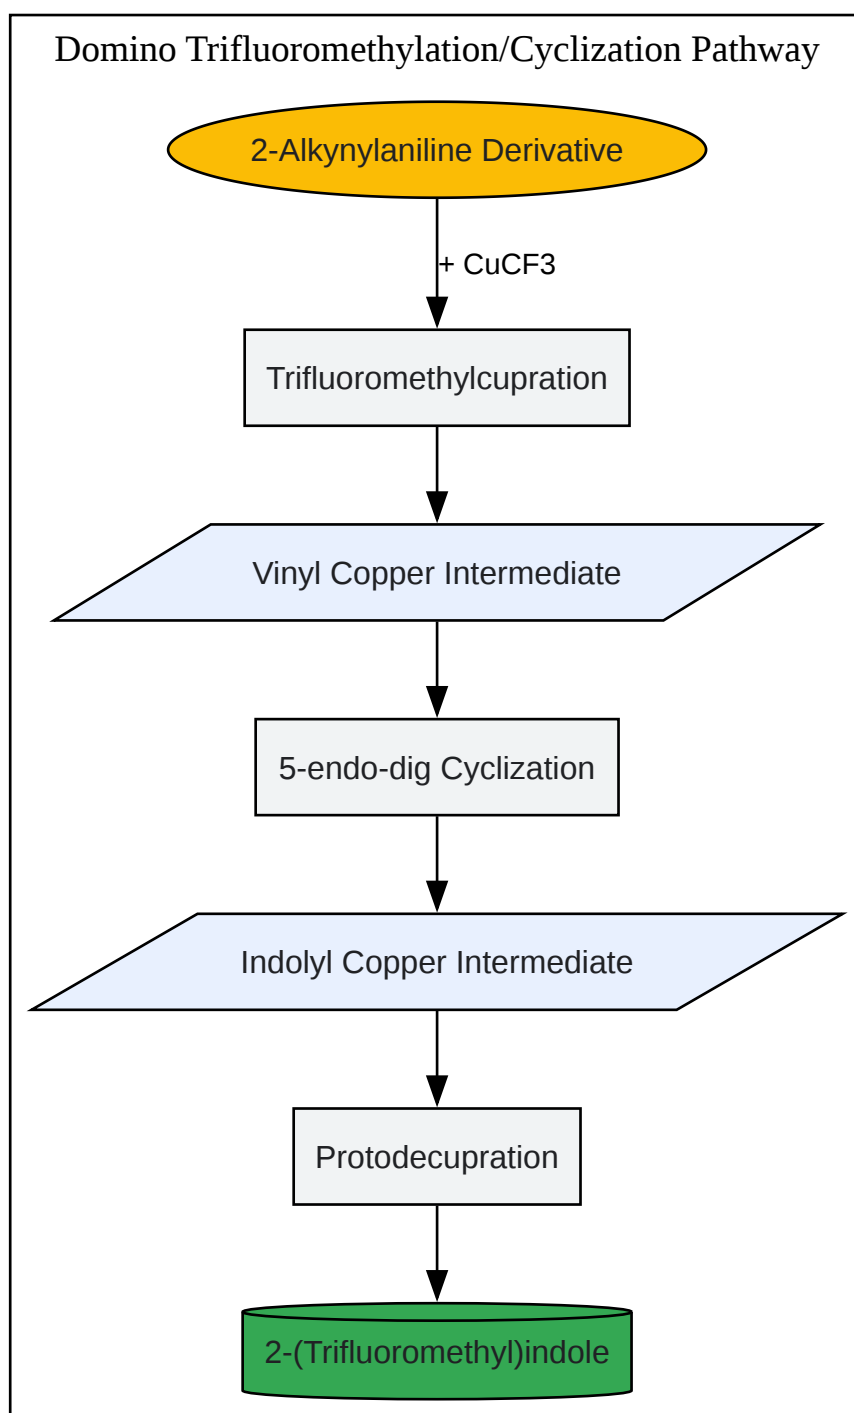 Domino Trifluoromethylation/Cyclization Pathway
2-Alkynylaniline Derivative
+ CuCF3
Trifluoromethylcupration
Vinyl Copper Intermediate
5-endo-dig Cyclization
Indolyl Copper Intermediate
Protodecupration
2-(Trifluoromethyl)indole